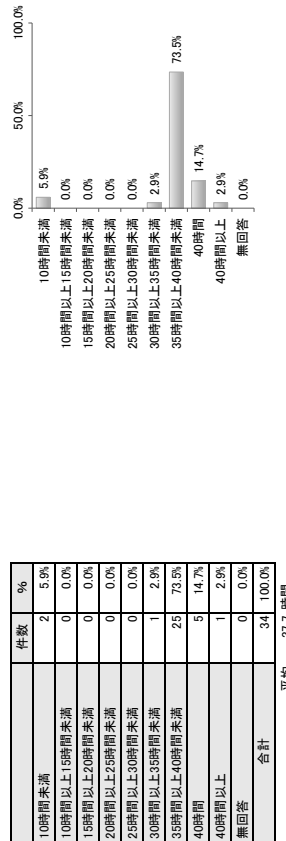 件数 %
10時間未満 2 5.9%
10時間以上15時間未満 0 0.0%
15時間以上20時間未満 0 0.0%
20時間以上25時間未満 0 0.0%
25時間以上30時間未満 0 0.0%
30時間以上35時間未満 1 2.9%
35時間以上40時間未満 25 73.5%
40時間 5 14.7%
40時間以上 1 2.9%
無回答 0 0.0%
合計 34 100.0%
平均 37.7 時間
0.0% 50.0% 100.0%
10時間未満 5.9%
10時間以上15時間未満 0.0%
15時間以上20時間未満 0.0%
20時間以上25時間未満 0.0%
25時間以上30時間未満 0.0%
30時間以上35時間未満 2.9%
35時間以上40時間未満 73.5%
40時間 14.7%
40時間以上 2.9%
無回答 0.0%